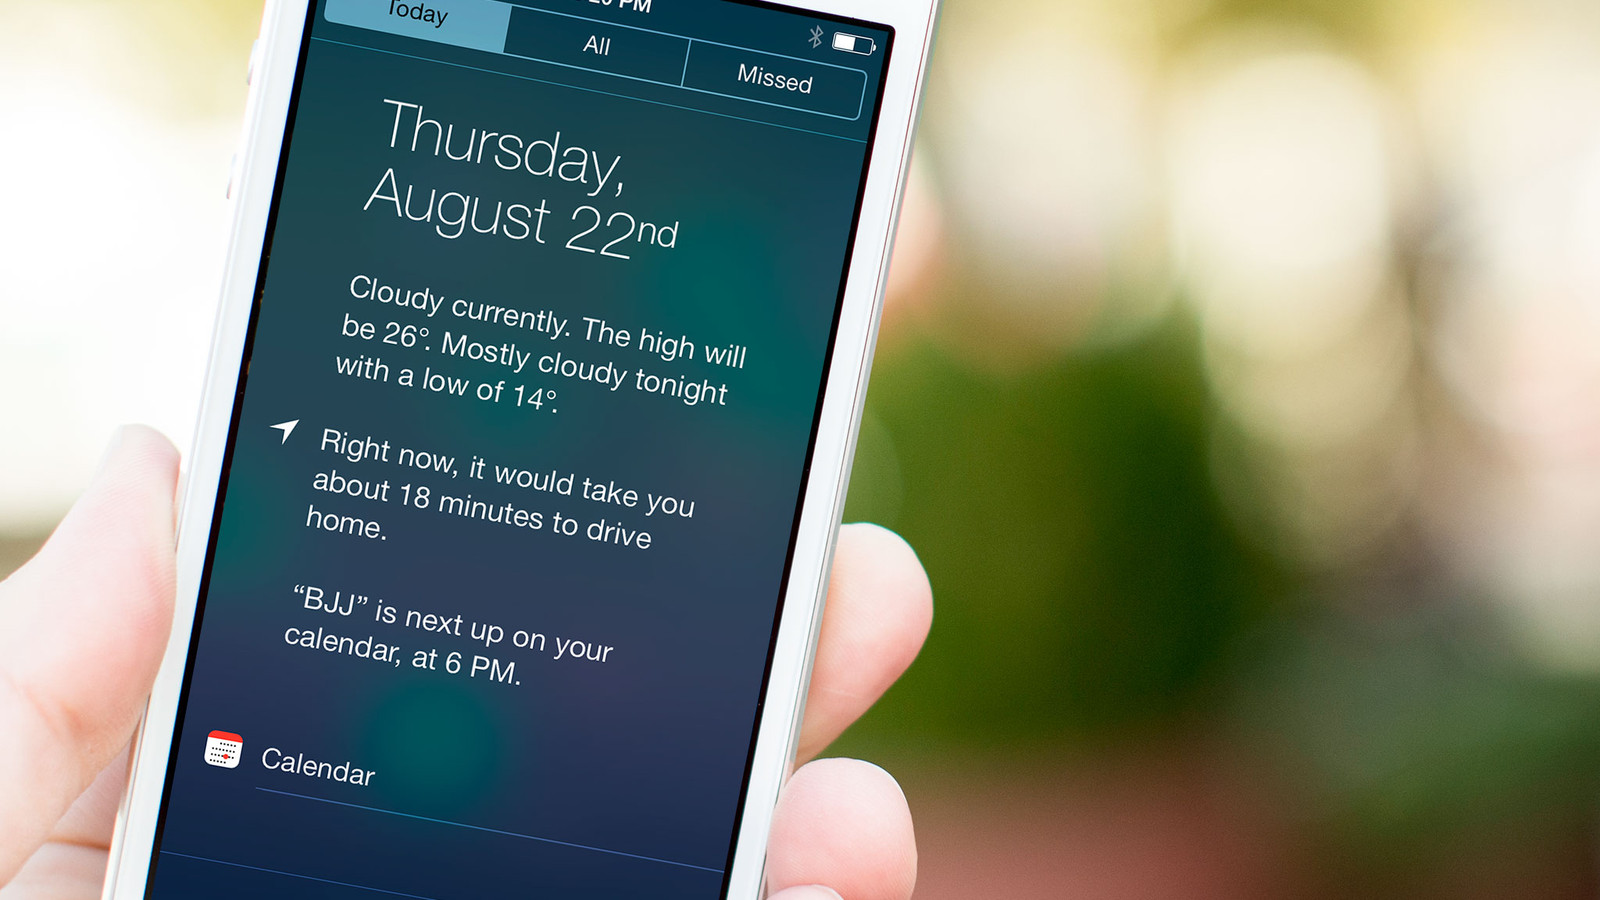 PM
Today
All
Missed
Thursday,
August 22nd
Cloudy currently. The high will
be 26°. Mostly cloudy tonight
with a low of 14°.
Right now, it would take you
about 18 minutes to drive
home.
“BJJ” is next up on your
calendar, at 6 PM.
Calendar